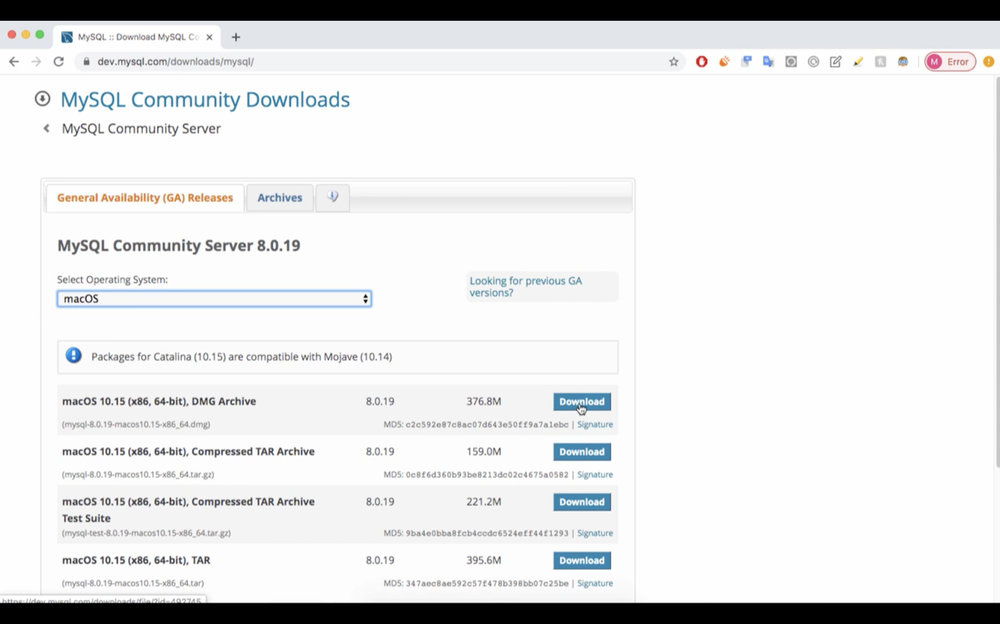 MySQL :: Download MySQL Co
dev.mysql.com/downloads/mysql/
M Error
MySQL Community Downloads
MySQL Community Server
General Availability (GA) Releases Archives
MySQL Community Server 8.0.19
Select Operating System:
macOS
Looking for previous GA
versions?
Packages for Catalina (10.15) are compatible with Mojave (10.14)
macOS 10.15 (x86, 64-bit), DMG Archive 8.0.19 376.8M Download
(mysql-8.0.19-macos10.15-x86_64.dmg) MD5: c2c592e87c8ac07d643e50ff9a7a1ebc | Signature
macOS 10.15 (x86, 64-bit), Compressed TAR Archive 8.0.19 159.0M Download
(mysql-8.0.19-macos10.15-x86_64.tar.gz) MD5: 0c8f6d360b93be8213dc02c4675a0582 | Signature
macOS 10.15 (x86, 64-bit), Compressed TAR Archive 8.0.19 221.2M Download
Test Suite
(mysql-test-8.0.19-macos10.15-x86_64.tar.gz) MD5: 9ba4e0bba8fcb4ccdc6524eff44f1293 | Signature
macOS 10.15 (x86, 64-bit), TAR 8.0.19 395.6M Download
(mysql-8.0.19-macos10.15-x86_64.tar) MD5: 347aec8ae592c57f478b398bb07c25be | Signature
https://dev.mysql.com/downloads/file/?id=492745